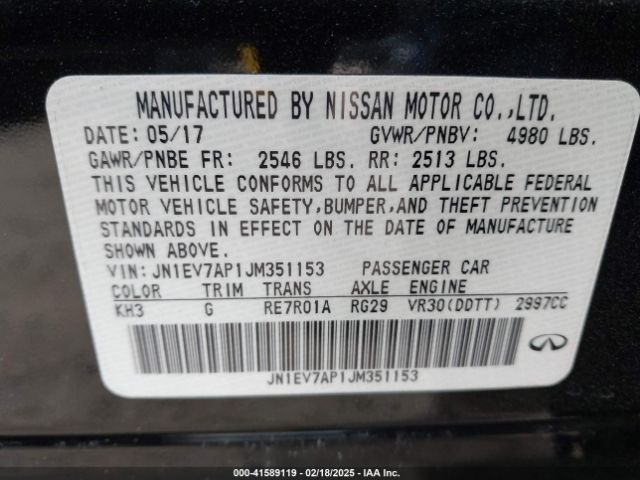 MANUFACTURED BY NISSAN MOTOR CO.,LTD.
DATE: 05/17 GVWR/PNBV: 4980 LBS.
GAWR/PNBE FR: 2546 LBS. RR: 2513 LBS.
THIS VEHICLE CONFORMS TO ALL APPLICABLE FEDERAL
MOTOR VEHICLE SAFETY,BUMPER,AND THEFT PREVENTION
STANDARDS IN EFFECT ON THE DATE OF MANUFACTURE
SHOWN ABOVE.
VIN: JN1EV7AP1JM351153 PASSENGER CAR
COLOR TRIM TRANS AXLE ENGINE
KH3 G RE7R01A RG29 VR30(DDTT) 2997CC
JN1EV7AP1JM351153
INFINITI
00-41589119 - 02/18/2025 - IAA Inc.